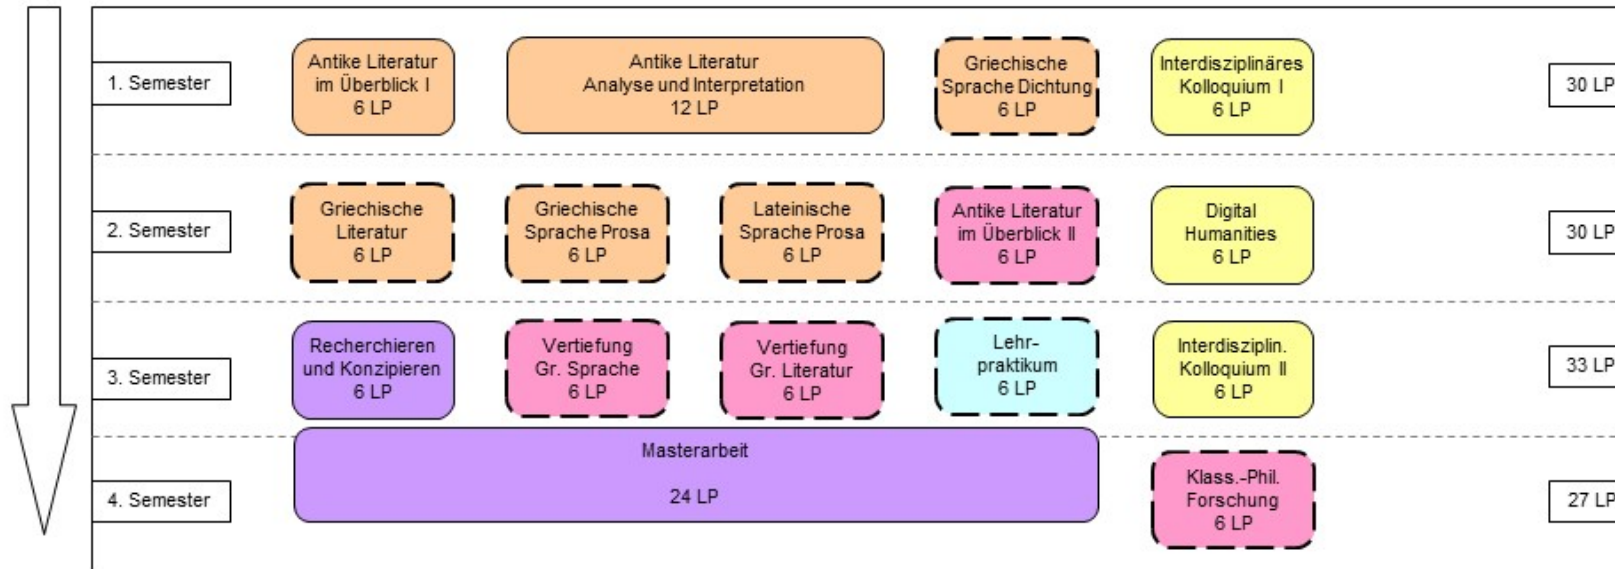 1. Semester
Antike Literatur
im Überblick I
6 LP
Antike Literatur
Analyse und Interpretation
12 LP
Griechische
Sprache Dichtung
6 LP
Interdisziplinäres
Kolloquium I
6 LP
30 LP
2. Semester
Griechische
Literatur
6 LP
Griechische
Sprache Prosa
6 LP
Lateinische
Sprache Prosa
6 LP
Antike Literatur
im Überblick II
6 LP
Digital
Humanities
6 LP
30 LP
3. Semester
Recherchieren
und Konzipieren
6 LP
Vertiefung
Gr. Sprache
6 LP
Vertiefung
Gr. Literatur
6 LP
Lehr-
praktikum
6 LP
Interdisziplin.
Kolloquium II
6 LP
33 LP
4. Semester
Masterarbeit
24 LP
Klass.-Phil.
Forschung
6 LP
27 LP